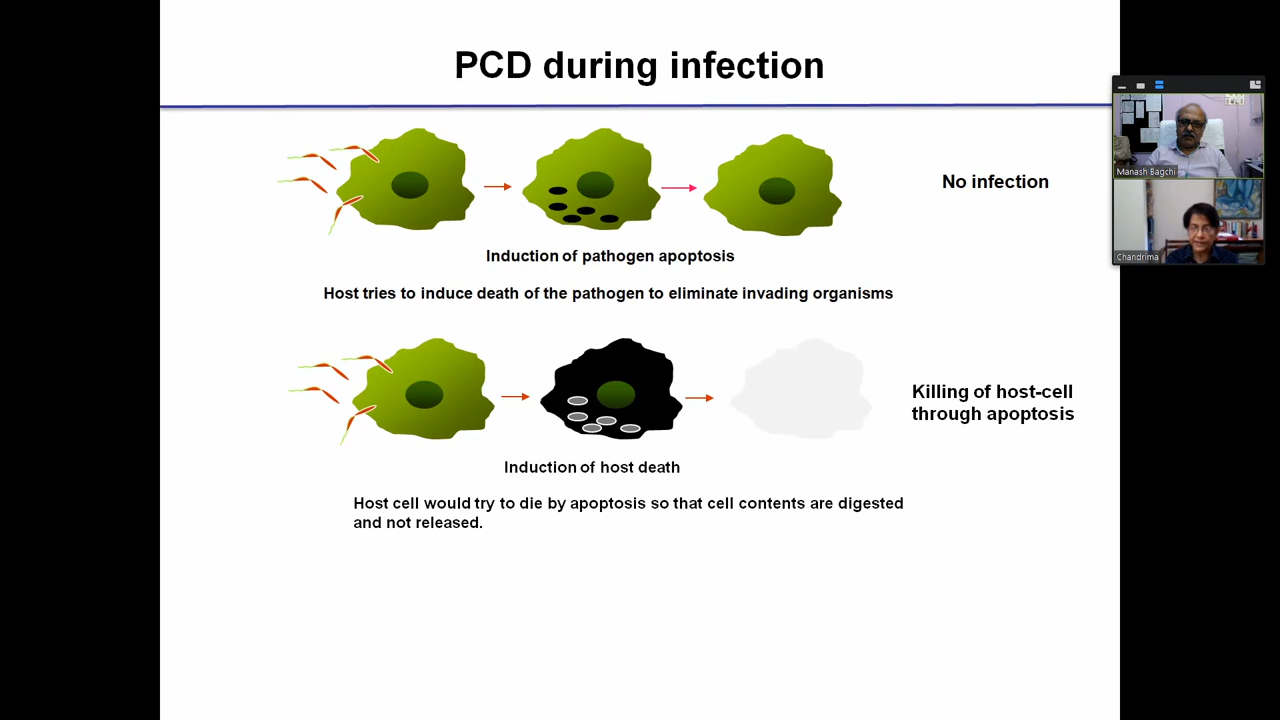 PCD during infection
No infection
Manash Bagchi
Chandrima
Induction of pathogen apoptosis
Host tries to induce death of the pathogen to eliminate invading organisms
Killing of host-cell
through apoptosis
Induction of host death
Host cell would try to die by apoptosis so that cell contents are digested
and not released.